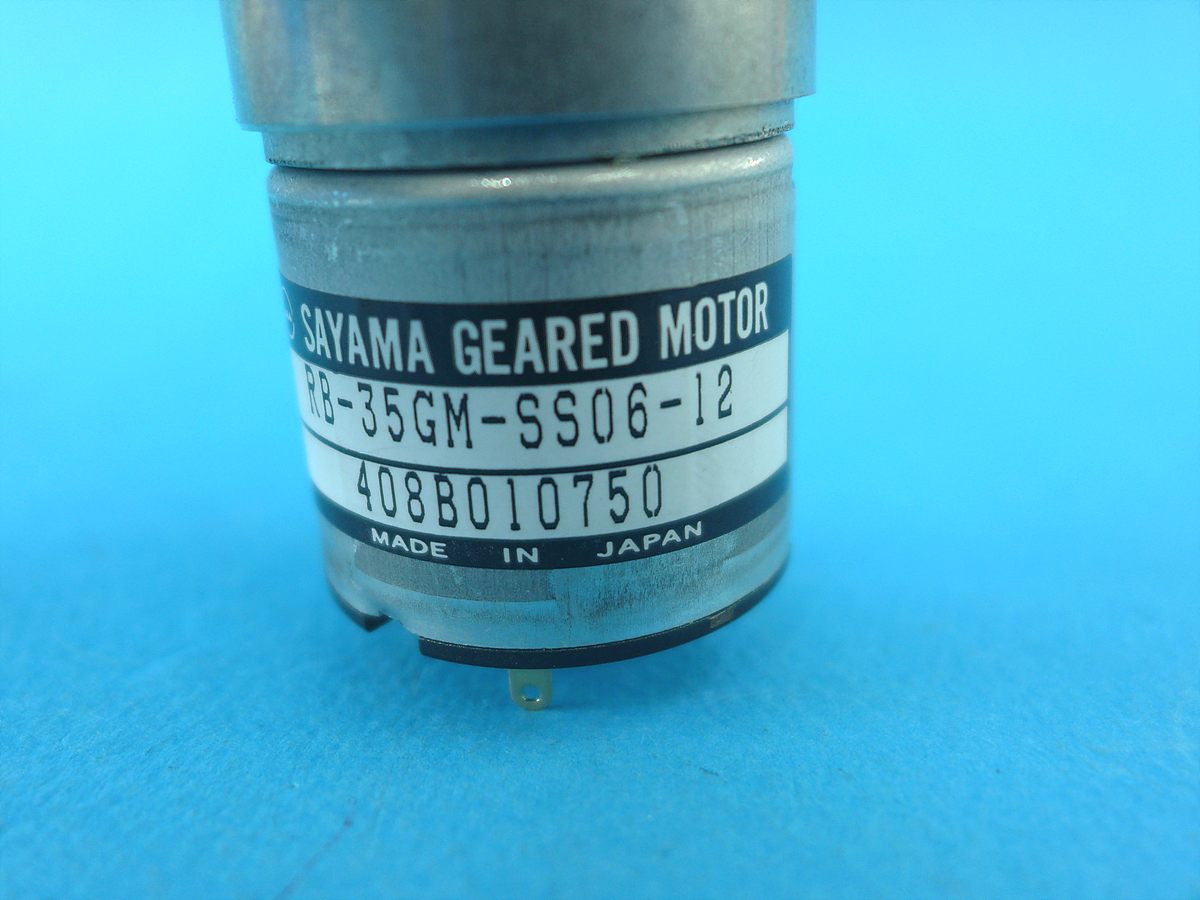 SAYAMA GEARED MOTOR
RB-35GM-SS06-12
408B010750
MADE IN JAPAN